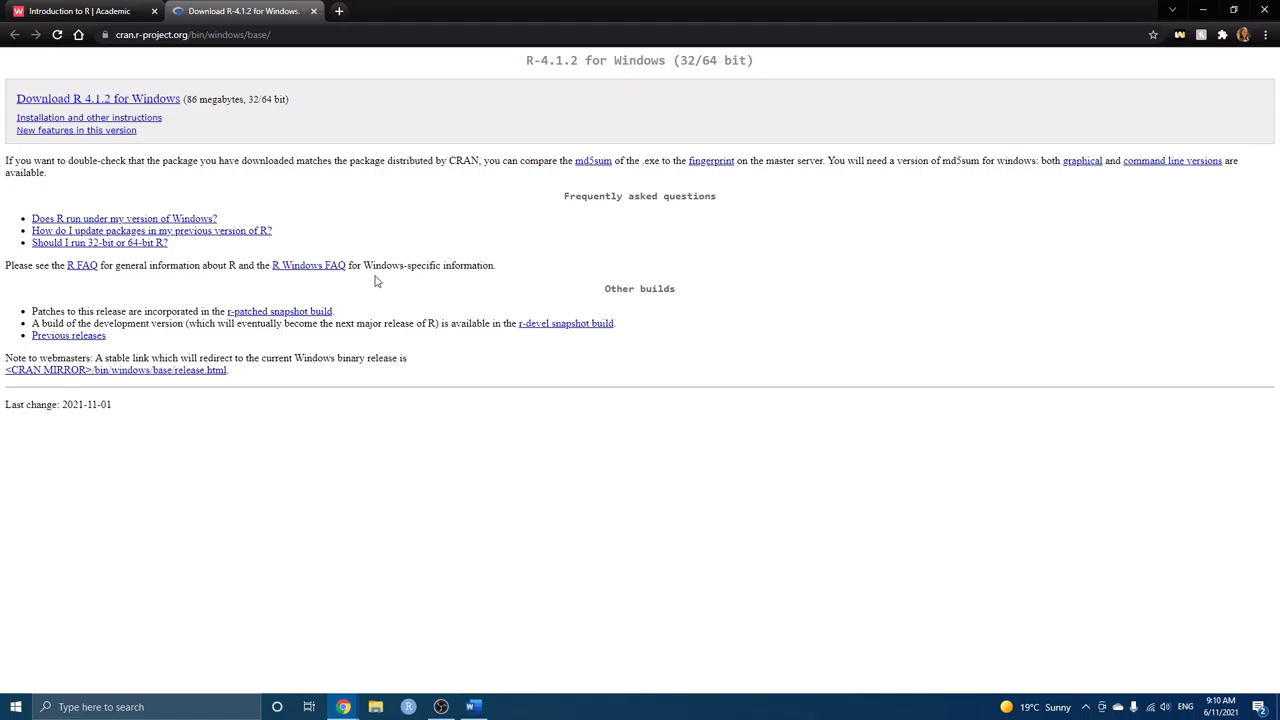 Introduction to R | Academic
Download R-4.1.2 for Windows.
cran.r-project.org/bin/windows/base/
R-4.1.2 for Windows (32/64 bit)
Download R 4.1.2 for Windows (86 megabytes, 32/64 bit)
Installation and other instructions
New features in this version
If you want to double-check that the package you have downloaded matches the package distributed by CRAN, you can compare the md5sum of the .exe to the fingerprint on the master server. You will need a version of md5sum for windows: both graphical and command line versions are
available.
Frequently asked questions
Does R run under my version of Windows?
How do I update packages in my previous version of R?
Should I run 32-bit or 64-bit R?
Please see the R FAQ for general information about R and the R Windows FAQ for Windows-specific information.
Other builds
Patches to this release are incorporated in the r-patched snapshot build.
A build of the development version (which will eventually become the next major release of R) is available in the r-devel snapshot build.
Previous releases
Note to webmasters: A stable link which will redirect to the current Windows binary release is
<CRAN MIRROR>/bin/windows/base/release.html.
Last change: 2021-11-01
Type here to search
19°C Sunny
ENG
9:10 AM
6/11/2021
2